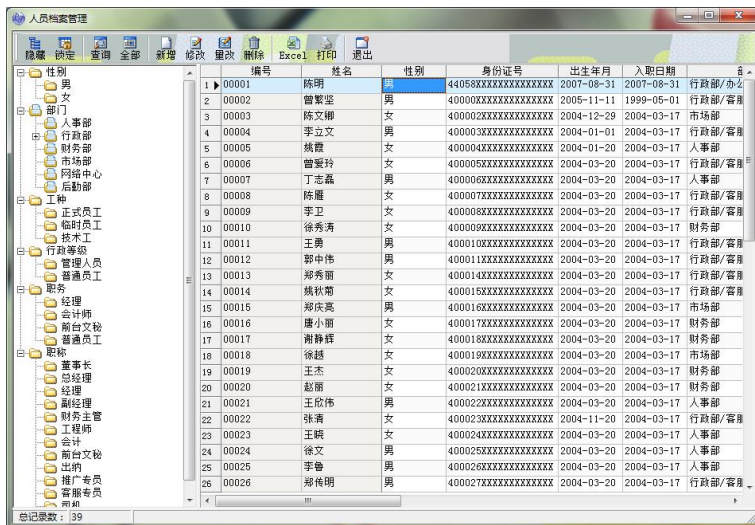 人员档案管理
隐藏 锁定 查询 全部 新增 修改 重改 删除 Excel 打印 退出
性别
男
女
部门
人事部
行政部
财务部
市场部
网络中心
后勤部
工种
正式员工
临时员工
技术工
行政等级
管理人员
普通员工
职务
经理
会计师
前台文秘
普通员工
职称
董事长
总经理
经理
副经理
财务主管
工程师
会计
前台文秘
出纳
推广专员
客服专员
司机
编号 姓名 性别 身份证号 出生年月 入职日期
1 00001 陈明 男 44058XXXXXXXXXXXXX 2007-08-31 2007-08-31 行政部/办公
2 00002 曾繁坚 男 40000XXXXXXXXXXXXX 2005-11-11 1999-05-01 行政部/客服
3 00003 陈文卿 女 400002XXXXXXXXXXXX 2004-12-29 2004-03-17 市场部
4 00004 李立文 男 400003XXXXXXXXXXXX 2004-01-01 2004-03-17 行政部/客服
5 00005 姚霞 女 400004XXXXXXXXXXXX 2004-01-20 2004-03-17 人事部
6 00006 曾爱玲 女 400005XXXXXXXXXXXX 2004-03-20 2004-03-17 行政部/客服
7 00007 丁志磊 男 400006XXXXXXXXXXXX 2004-03-20 2004-03-17 人事部
8 00008 陈雁 女 400007XXXXXXXXXXXX 2004-03-20 2004-03-17 行政部/客服
9 00009 李卫 女 400008XXXXXXXXXXXX 2004-03-20 2004-03-17 行政部/客服
10 00010 徐秀涛 女 400009XXXXXXXXXXXX 2004-03-20 2004-03-17 财务部
11 00011 王勇 男 400010XXXXXXXXXXXX 2004-03-20 2004-03-17 行政部/客服
12 00012 郭中伟 男 400011XXXXXXXXXXXX 2004-03-20 2004-03-17 行政部/客服
13 00013 郑秀丽 女 400014XXXXXXXXXXXX 2004-03-20 2004-03-17 行政部/客服
14 00014 姚秋菊 女 400015XXXXXXXXXXXX 2004-03-20 2004-03-17 行政部/客服
15 00015 郑庆亮 男 400016XXXXXXXXXXXX 2004-03-20 2004-03-17 市场部
16 00016 唐小丽 女 400017XXXXXXXXXXXX 2004-03-20 2004-03-17 财务部
17 00017 谢静辉 女 400018XXXXXXXXXXXX 2004-03-20 2004-03-17 财务部
18 00018 徐越 女 400019XXXXXXXXXXXX 2004-03-20 2004-03-17 市场部
19 00019 王杰 女 400020XXXXXXXXXXXX 2004-03-20 2004-03-17 财务部
20 00020 赵丽 女 400021XXXXXXXXXXXX 2004-03-20 2004-03-17 财务部
21 00021 王欣伟 男 400022XXXXXXXXXXXX 2004-03-20 2004-03-17 人事部
22 00022 张清 女 400023XXXXXXXXXXXX 2004-11-20 2004-03-17 行政部/客服
23 00023 王晓 女 400024XXXXXXXXXXXX 2004-03-20 2004-03-17 人事部
24 00024 徐文 男 400025XXXXXXXXXXXX 2004-03-20 2004-03-17 人事部
25 00025 李鲁 男 400026XXXXXXXXXXXX 2004-03-20 2004-03-17 人事部
26 00026 郑传明 男 400027XXXXXXXXXXXX 2004-03-20 2004-03-17 行政部/客服
总记录数: 39